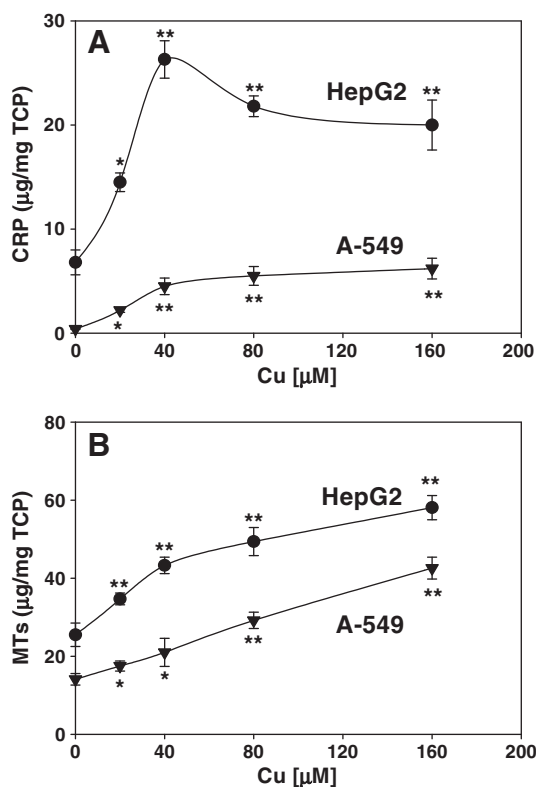 A
CRP (µg/mg TCP)
30
20
10
0
**
HepG2
**
**
*
A-549
*
**
**
**
0 40 80 120 160 200
Cu [µM]
B
MTs (µg/mg TCP)
80
60
40
20
0
HepG2
**
**
**
**
A-549
*
*
**
**
0 40 80 120 160 200
Cu [µM]